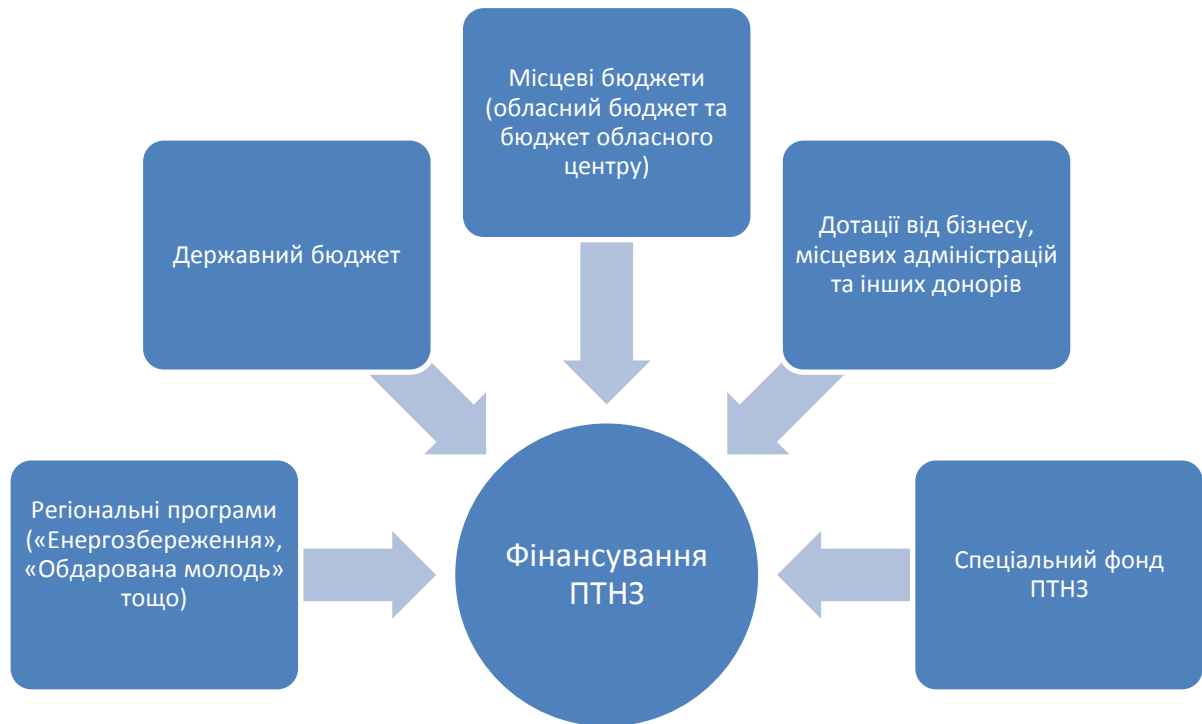 Місцеві бюджети
(обласний бюджет та
бюджет обласного
центру)
Державний бюджет
Дотації від бізнесу,
місцевих адміністрацій
та інших донорів
Регіональні програми
(«Енергозбереження»,
«Обдарована молодь»
тощо)
Фінансування
ПТНЗ
Спеціальний фонд
ПТНЗ